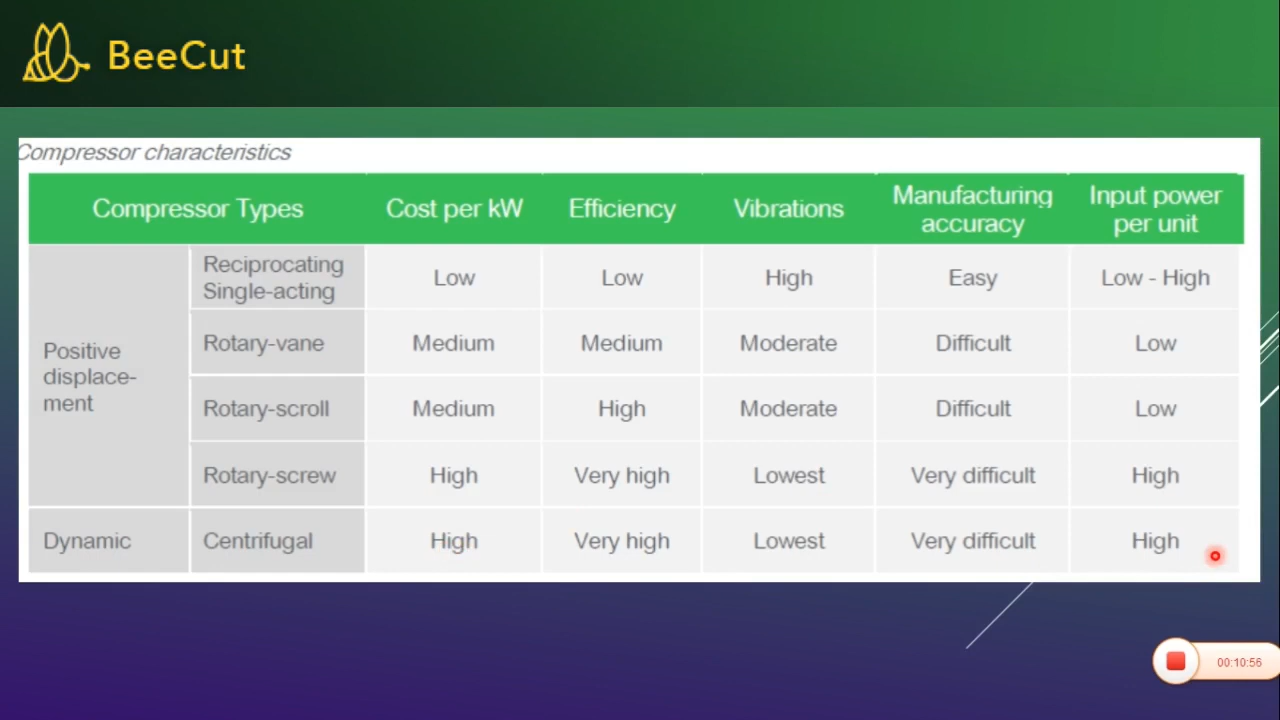 BeeCut
Compressor characteristics
Compressor Types Cost per kW Efficiency Vibrations Manufacturing accuracy Input power per unit
Positive displace-ment
Reciprocating Single-acting Low Low High Easy Low - High
Rotary-vane Medium Medium Moderate Difficult Low
Rotary-scroll Medium High Moderate Difficult Low
Rotary-screw High Very high Lowest Very difficult High
Dynamic Centrifugal High Very high Lowest Very difficult High
00:10:56